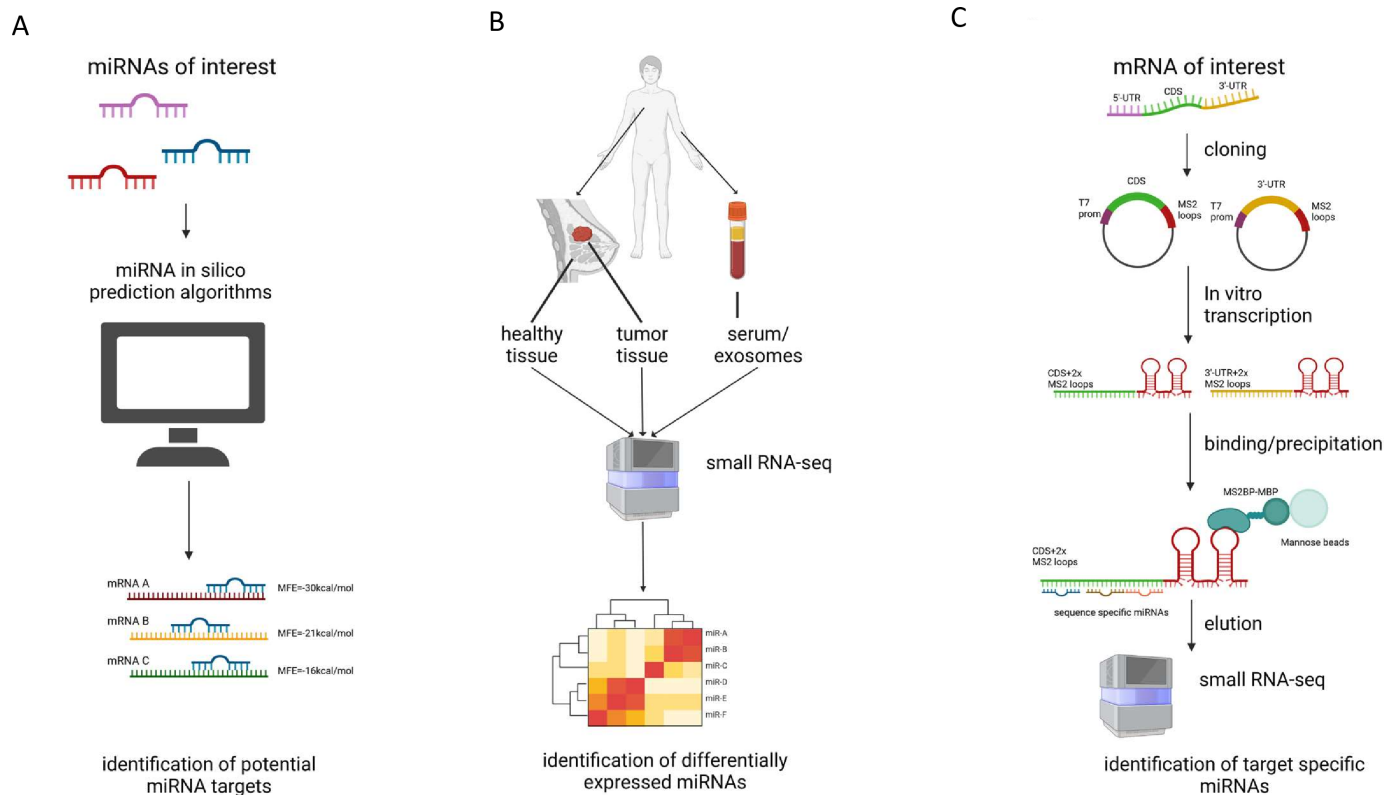 A
miRNAs of interest
miRNA in silico
prediction algorithms
mRNA A
MFE=-30kcal/mol
mRNA B
MFE=-21kcal/mol
mRNA C
MFE=-16kcal/mol
identification of potential
miRNA targets
B
healthy
tissue
tumor
tissue
serum/
exosomes
small RNA-seq
miR-A
miR-B
miR-C
miR-D
miR-E
miR-F
identification of differentially
expressed miRNAs
C
mRNA of interest
5'-UTR
CDS
3'-UTR
cloning
CDS
T7
prom
MS2
loops
3'-UTR
T7
prom
MS2
loops
In vitro
transcription
CDS+2x
MS2 loops
3'-UTR+2x
MS2 loops
binding/precipitation
MS2BP-MBP
Mannose beads
CDS+2x
MS2 loops
sequence specific miRNAs
elution
small RNA-seq
identification of target specific
miRNAs